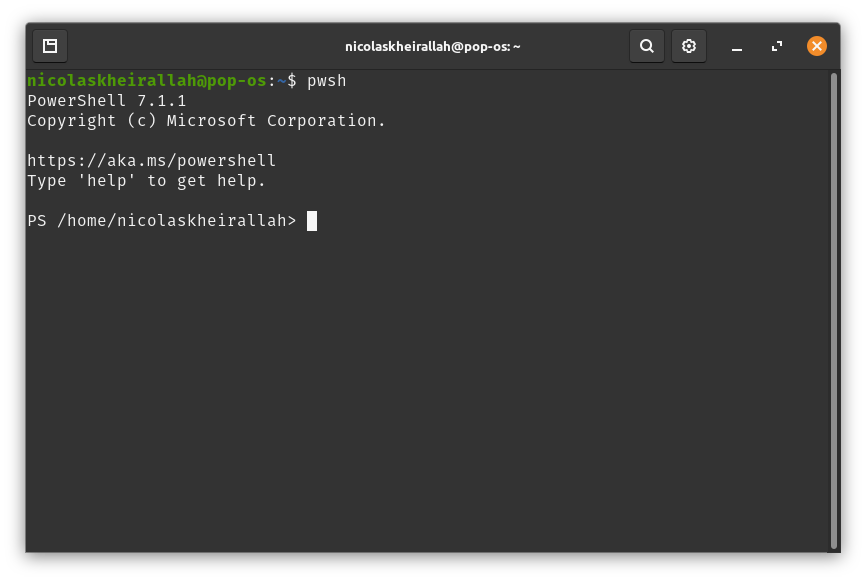 nicolaskheirallah@pop-os: ~
nicolaskheirallah@pop-os:~$ pwsh
PowerShell 7.1.1
Copyright (c) Microsoft Corporation.
https://aka.ms/powershell
Type 'help' to get help.
PS /home/nicolaskheirallah>